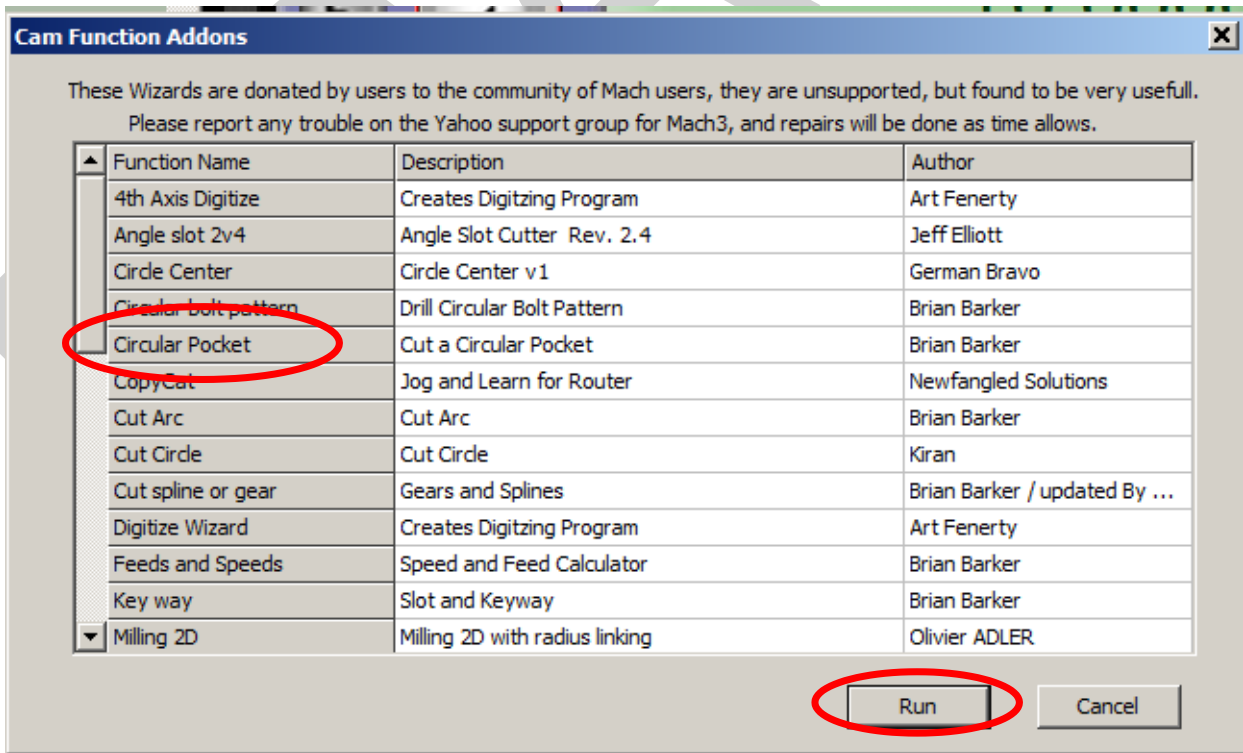 Cam Function Addons
These Wizards are donated by users to the community of Mach users, they are unsupported, but found to be very usefull.
Please report any trouble on the Yahoo support group for Mach3, and repairs will be done as time allows.
Function Name Description Author
4th Axis Digitize Creates Digitzing Program Art Fenerty
Angle slot 2v4 Angle Slot Cutter Rev. 2.4 Jeff Elliott
Circle Center Circle Center v1 German Bravo
Circular bolt pattern Drill Circular Bolt Pattern Brian Barker
Circular Pocket Cut a Circular Pocket Brian Barker
CopyCat Jog and Learn for Router Newfangled Solutions
Cut Arc Cut Arc Brian Barker
Cut Circle Cut Circle Kiran
Cut spline or gear Gears and Splines Brian Barker / updated By ...
Digitize Wizard Creates Digitzing Program Art Fenerty
Feeds and Speeds Speed and Feed Calculator Brian Barker
Key way Slot and Keyway Brian Barker
Milling 2D Milling 2D with radius linking Olivier ADLER
Run Cancel